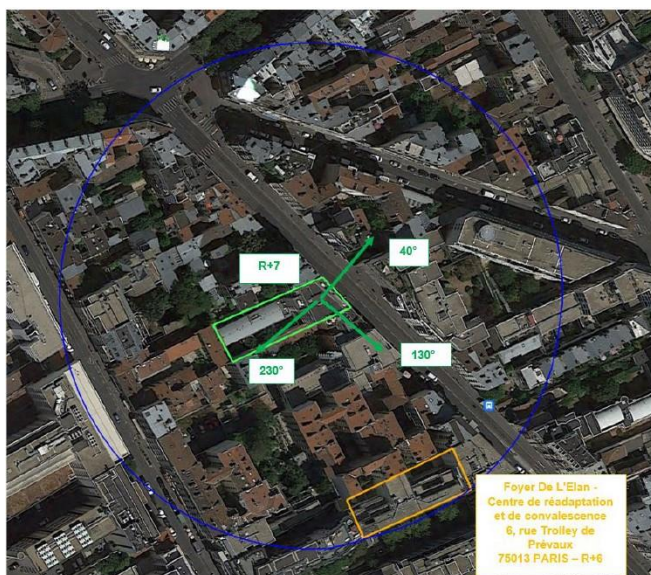 40°
R+7
130°
230°
Foyer De L'Elan -
Centre de réadaptation
et de convalescence
6, rue Trolley de
Prévaux
75013 PARIS – R+6